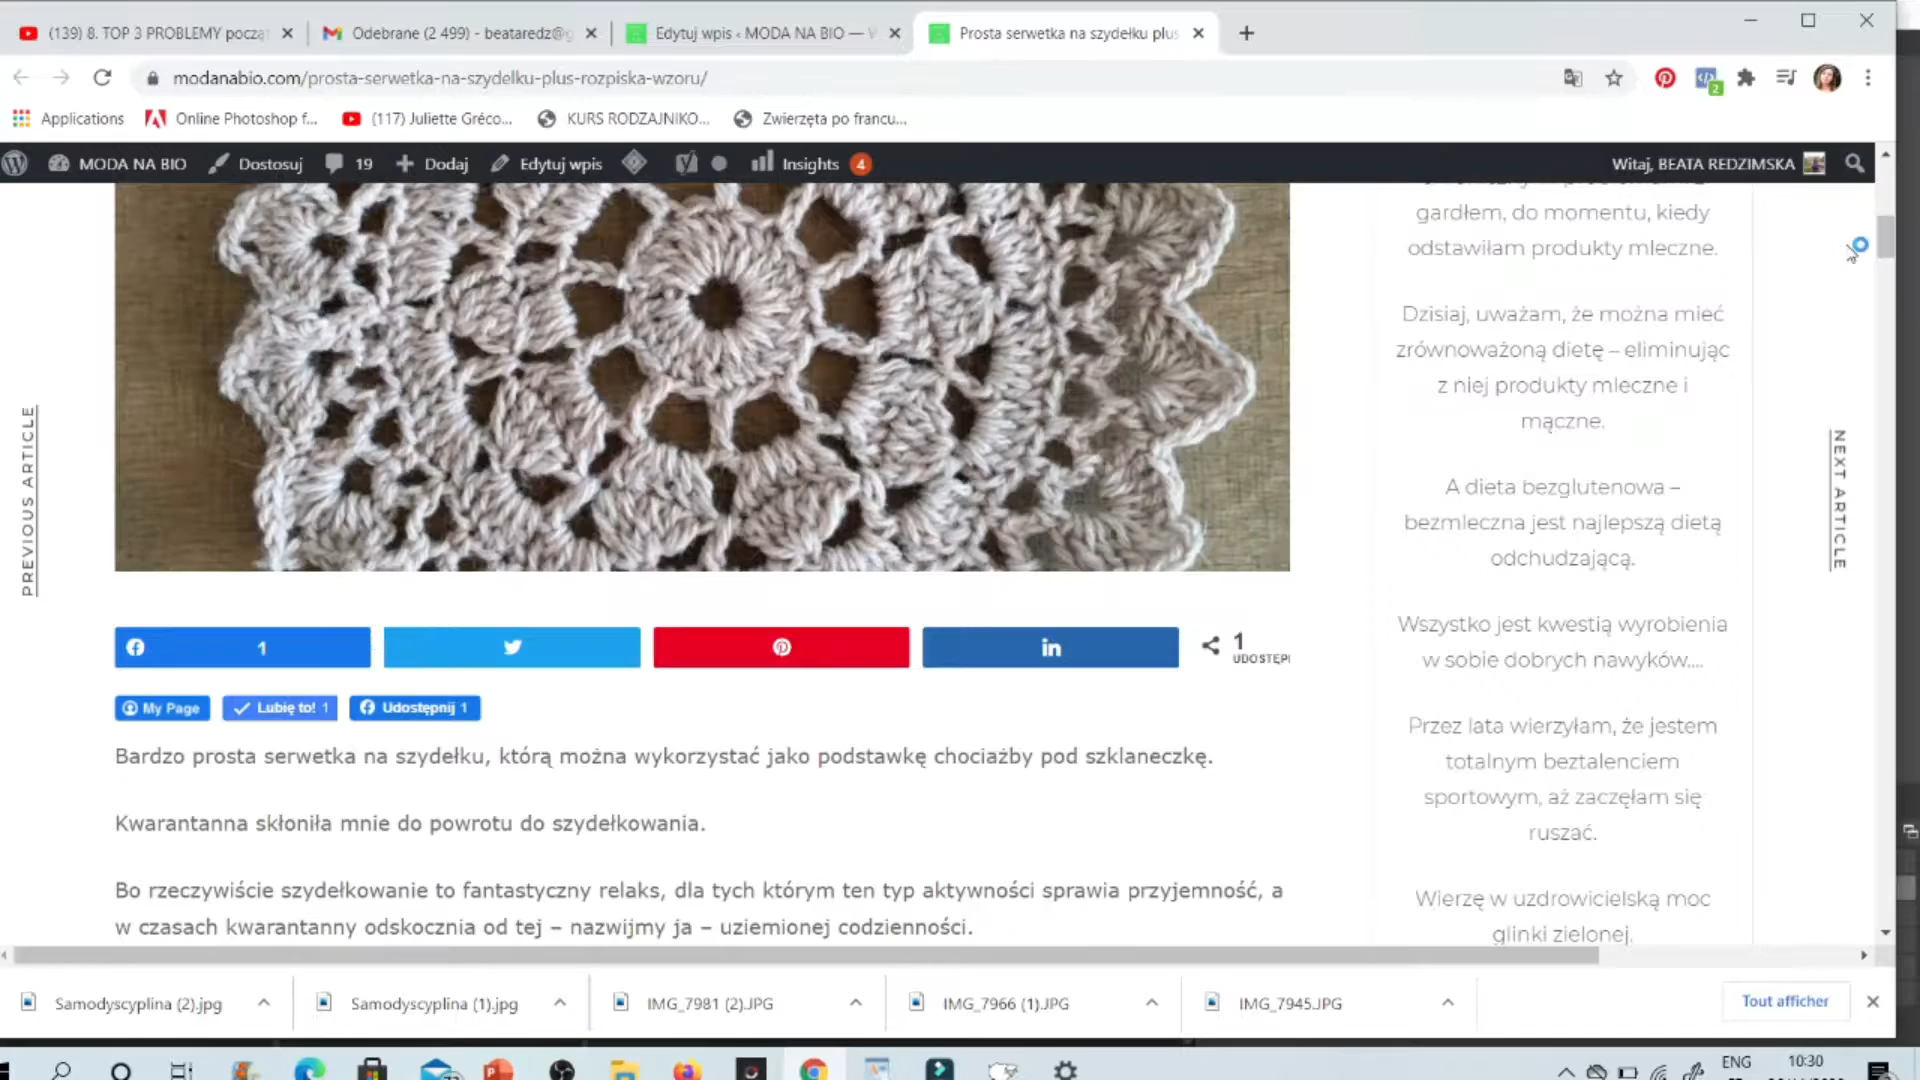 (139) 8. TOP 3 PROBLEMY począt
Odebrane (2 499) - beataredz@g
Edytuj wpis ‹ MODA NA BIO — W
Prosta serwetka na szydełku plus
modanabio.com/prosta-serwetka-na-szydelku-plus-rozpiska-wzoru/
2
Applications
Online Photoshop f...
(117) Juliette Gréco...
KURS RODZAJNIKO...
Zwierzęta po francu...
MODA NA BIO
Dostosuj
19
Dodaj
Edytuj wpis
Insights
4
Witaj, BEATA REDZIMSKA
gardłem, do momentu, kiedy
odstawiłam produkty mleczne.
Dzisiaj, uważam, że można mieć
zrównoważoną dietę – eliminując
z niej produkty mleczne i
mączne.
A dieta bezglutenowa –
bezmleczna jest najlepszą dietą
odchudzającą.
Wszystko jest kwestią wyrobienia
w sobie dobrych nawyków....
Przez lata wierzyłam, że jestem
totalnym beztalenciem
sportowym, aż zaczęłam się
ruszać.
Wierzę w uzdrowicielską moc
glinki zielonej.
PREVIOUS ARTICLE
NEXT ARTICLE
1
in
1
UDOSTĘPI
My Page
Lubię to! 1
Udostępnij 1
Bardzo prosta serwetka na szydełku, którą można wykorzystać jako podstawkę chociażby pod szklaneczkę.
Kwarantanna skłoniła mnie do powrotu do szydełkowania.
Bo rzeczywiście szydełkowanie to fantastyczny relaks, dla tych którym ten typ aktywności sprawia przyjemność, a
w czasach kwarantanny odskocznia od tej – nazwijmy ja – uziemionej codzienności.
Samodyscyplina (2).jpg
Samodyscyplina (1).jpg
IMG_7981 (2).JPG
IMG_7966 (1).JPG
IMG_7945.JPG
Tout afficher
ENG
10:30